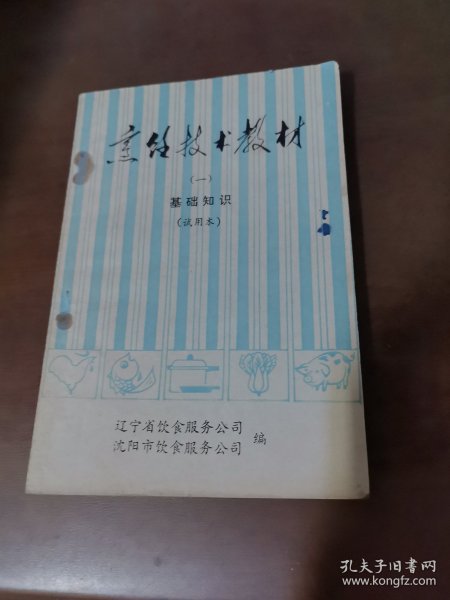 烹饪技术教材
(一)
基础知识
(试用本)
辽宁省饮食服务公司
沈阳市饮食服务公司
编
孔夫子旧书网
www.kongfz.com